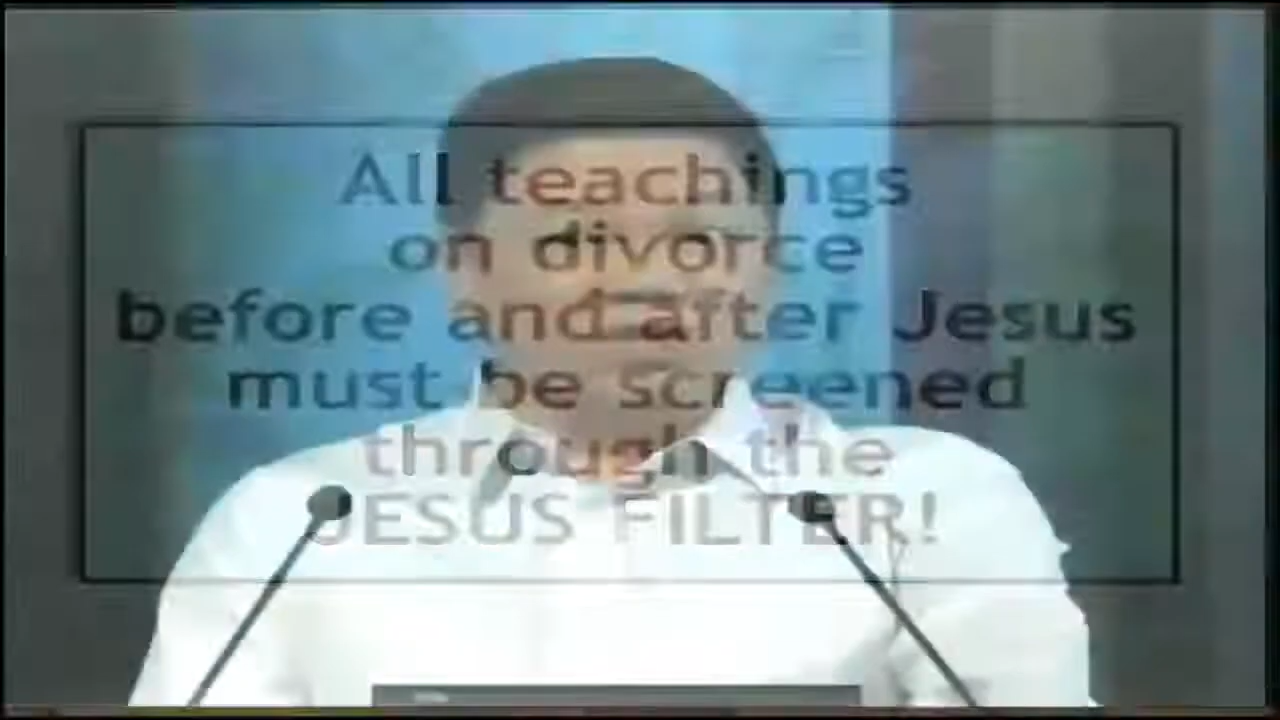 All teachings
on divorce
before and after Jesus
must be screened
through the
JESUS FILTER!